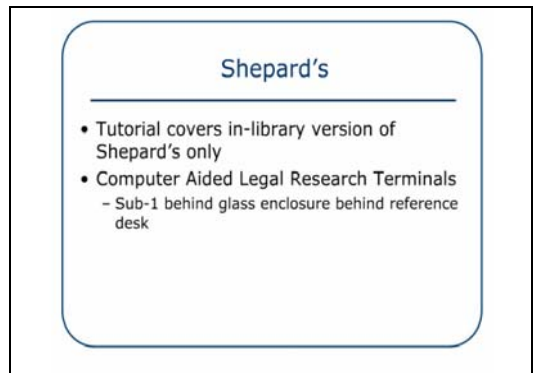 Shepard's
• Tutorial covers in-library version of
Shepard's only
• Computer Aided Legal Research Terminals
– Sub-1 behind glass enclosure behind reference
desk